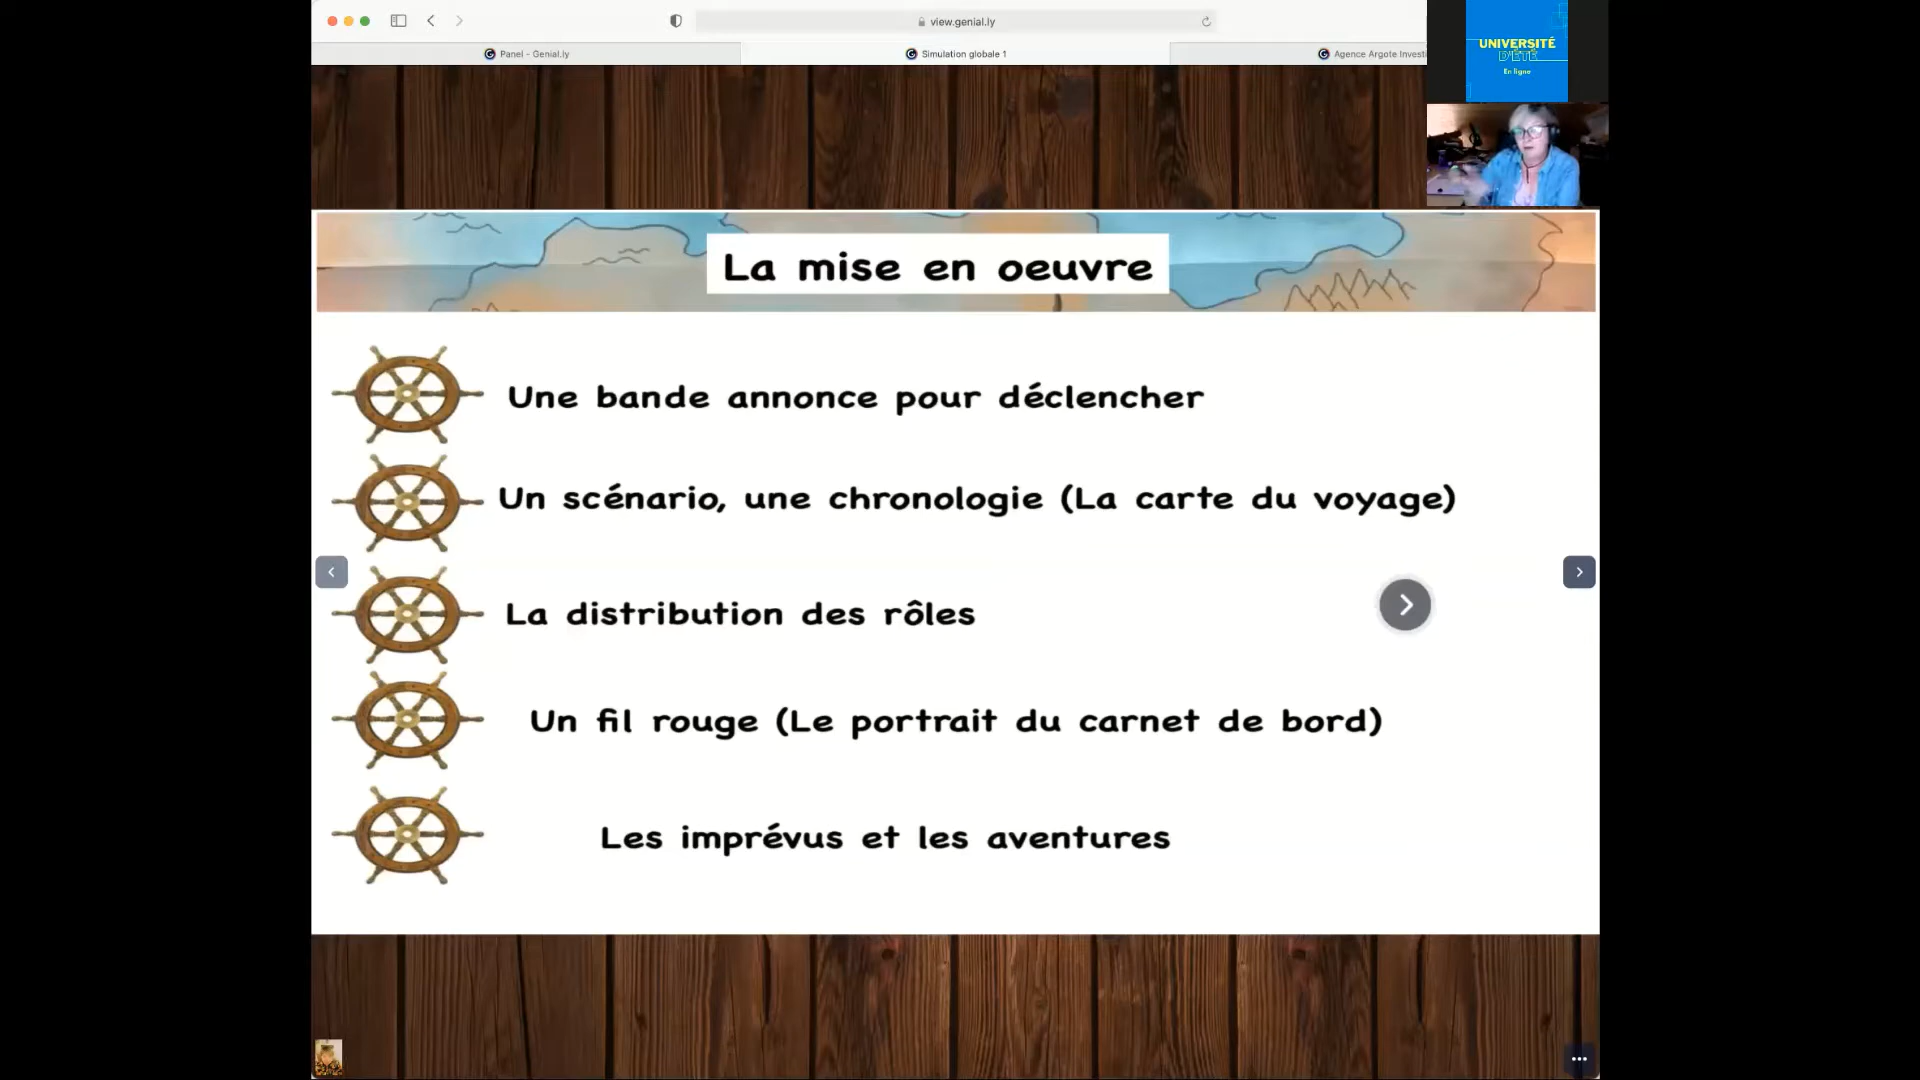 view.genial.ly
Panel - Genial.ly
Simulation globale 1
Agence Argote Investi
UNIVERSITÉ
D'ÉTÉ
En ligne
La mise en oeuvre
Une bande annonce pour déclencher
Un scénario, une chronologie (La carte du voyage)
La distribution des rôles
Un fil rouge (Le portrait du carnet de bord)
Les imprévus et les aventures